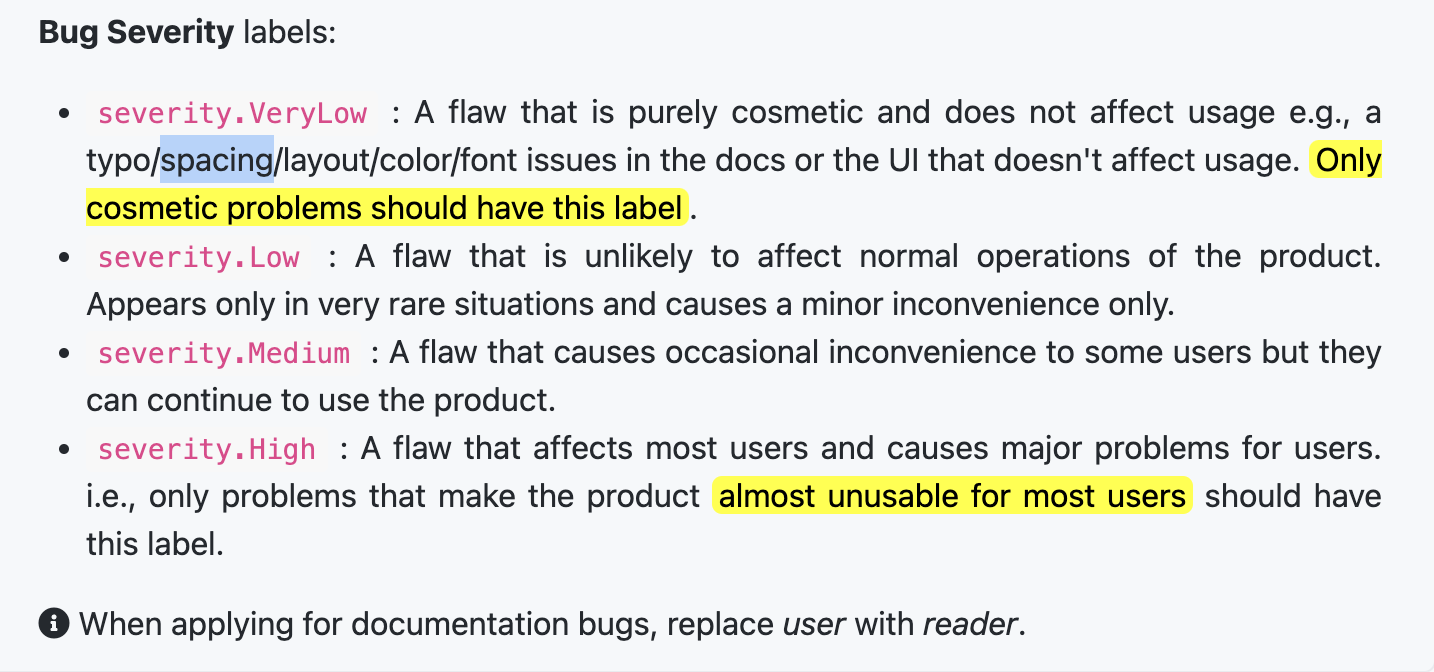 Bug Severity labels:
• severity.VeryLow : A flaw that is purely cosmetic and does not affect usage e.g., a
typo/spacing/layout/color/font issues in the docs or the UI that doesn't affect usage. Only
cosmetic problems should have this label.
• severity.Low : A flaw that is unlikely to affect normal operations of the product.
Appears only in very rare situations and causes a minor inconvenience only.
• severity.Medium : A flaw that causes occasional inconvenience to some users but they
can continue to use the product.
• severity.High : A flaw that affects most users and causes major problems for users.
i.e., only problems that make the product almost unusable for most users should have
this label.
When applying for documentation bugs, replace user with reader.